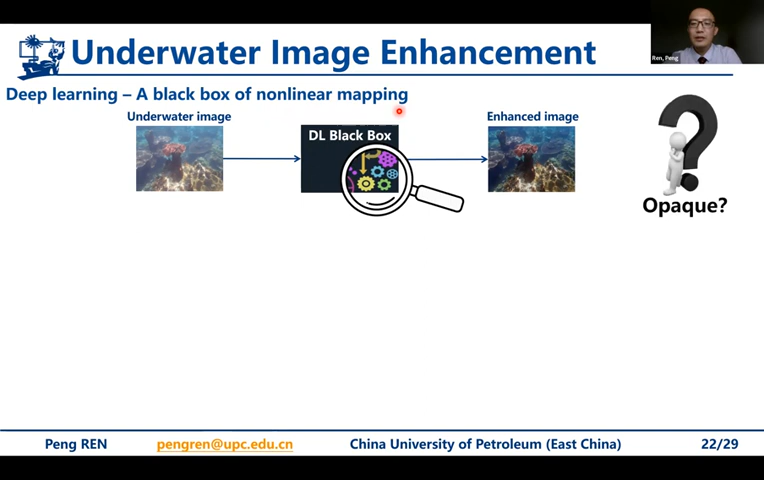 Underwater Image Enhancement
Ren, Peng
Deep learning – A black box of nonlinear mapping
Underwater image
DL Black Box
Enhanced image
Opaque?
Peng REN
pengren@upc.edu.cn
China University of Petroleum (East China)
22/29